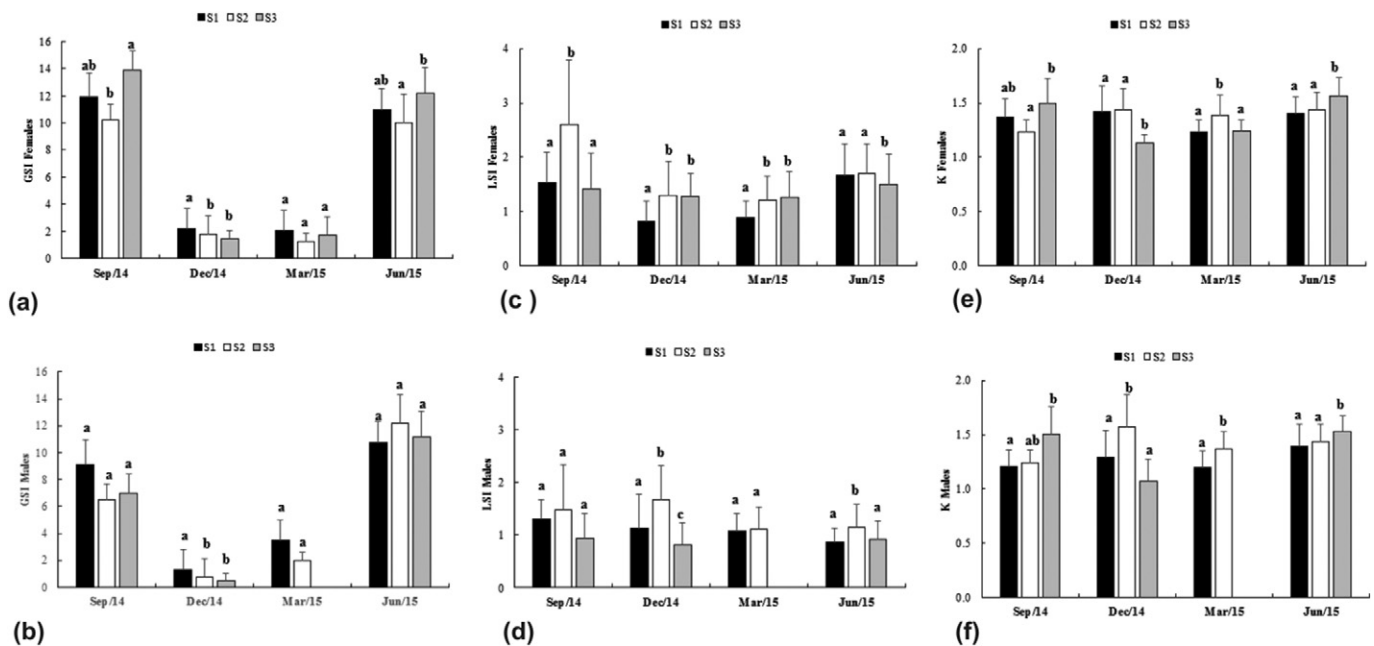 S1 S2 S3
GSI Females
16
14
12
10
8
6
4
2
0
ab b a
a b b
a a a
ab a b
Sep/14 Dec/14 Mar/15 Jun/15
(a)
S1 S2 S3
LSI Females
4
3
2
1
0
a b a
a b b
a b b
a a b
Sep/14 Dec/14 Mar/15 Jun/15
(c )
S1 S2 S3
K Females
2.0
1.5
1.0
0.5
0.0
ab a b
a a b
a b a
a a b
Sep/14 Dec/14 Mar/15 Jun/15
(e)
S1 S2 S3
GSI Males
16
14
12
10
8
6
4
2
0
a a a
a b b
a a
a a a
Sep/14 Dec/14 Mar/15 Jun/15
(b)
S1 S2 S3
LSI Males
4
3
2
1
0
a a a
a b c
a a
a b a
Sep/14 Dec/14 Mar/15 Jun/15
(d)
S1 S2 S3
K Males
2.0
1.5
1.0
0.5
0.0
a ab b
a b a
a b
a a b
Sep/14 Dec/14 Mar/15 Jun/15
(f)